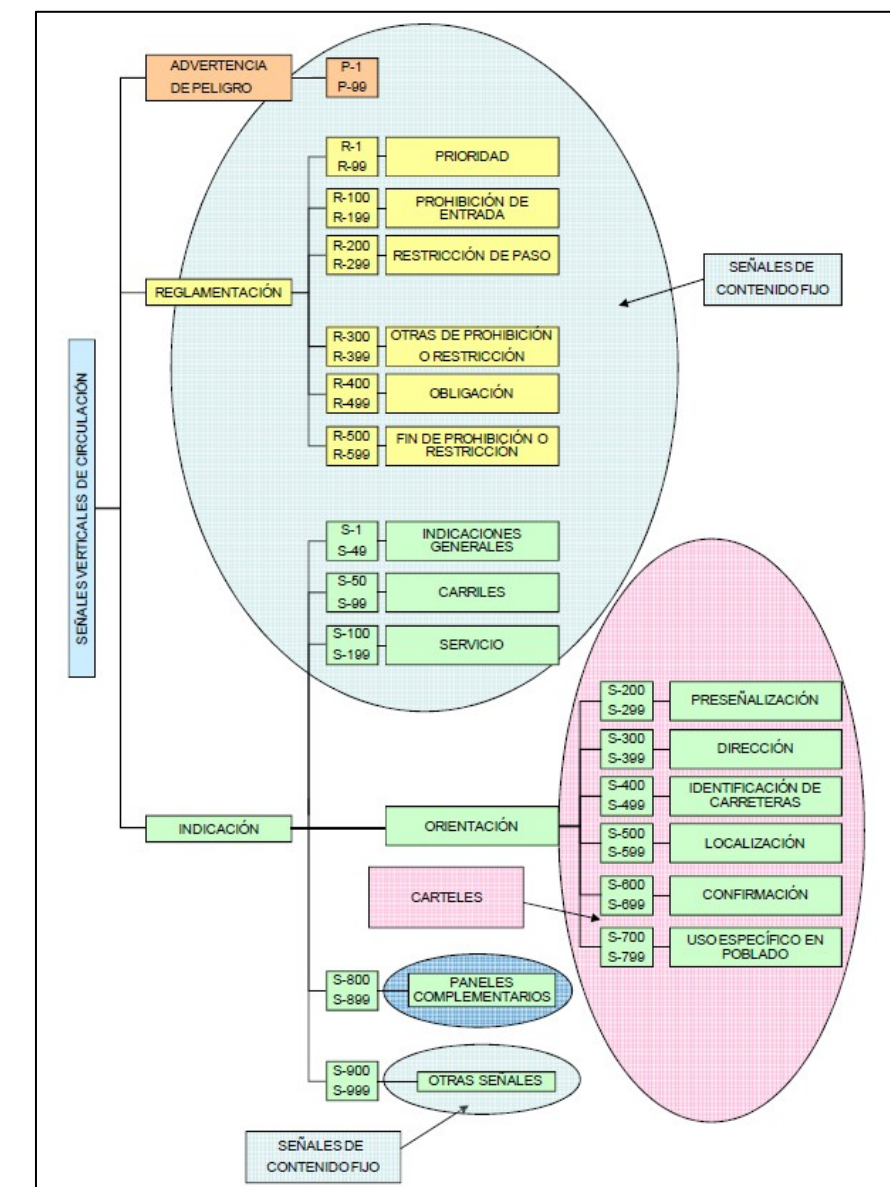 ADVERTENCIA
DE PELIGRO
P-1
P-99
R-1
R-99
PRIORIDAD
R-100
R-199
PROHIBICIÓN DE
ENTRADA
R-200
R-299
RESTRICCIÓN DE PASO
SEÑALES DE
CONTENIDO FIJO
REGLAMENTACIÓN
R-300
R-399
OTRAS DE PROHIBICIÓN
O RESTRICCIÓN
R-400
R-499
OBLIGACIÓN
R-500
R-599
FIN DE PROHIBICIÓN O
RESTRICCIÓN
SEÑALES VERTICALES DE CIRCULACIÓN
S-1
S-49
INDICACIONES
GENERALES
S-50
S-99
CARRILES
S-100
S-199
SERVICIO
S-200
S-299
PRESEÑALIZACIÓN
S-300
S-399
DIRECCIÓN
S-400
S-499
IDENTIFICACIÓN DE
CARRETERAS
INDICACIÓN
ORIENTACIÓN
S-500
S-599
LOCALIZACIÓN
CARTELES
S-600
S-699
CONFIRMACIÓN
S-700
S-799
USO ESPECÍFICO EN
POBLADO
S-800
S-899
PANELES
COMPLEMENTARIOS
S-900
S-999
OTRAS SEÑALES
SEÑALES DE
CONTENIDO FIJO